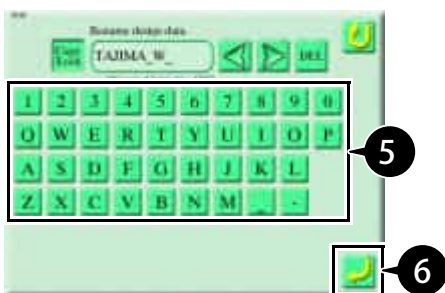 Rename design data
Caps Lock TAJIMA_W_ DEL
1 2 3 4 5 6 7 8 9 0
Q W E R T Y U I O P
A S D F G H J K L
Z X C V B N M _ -
5
6